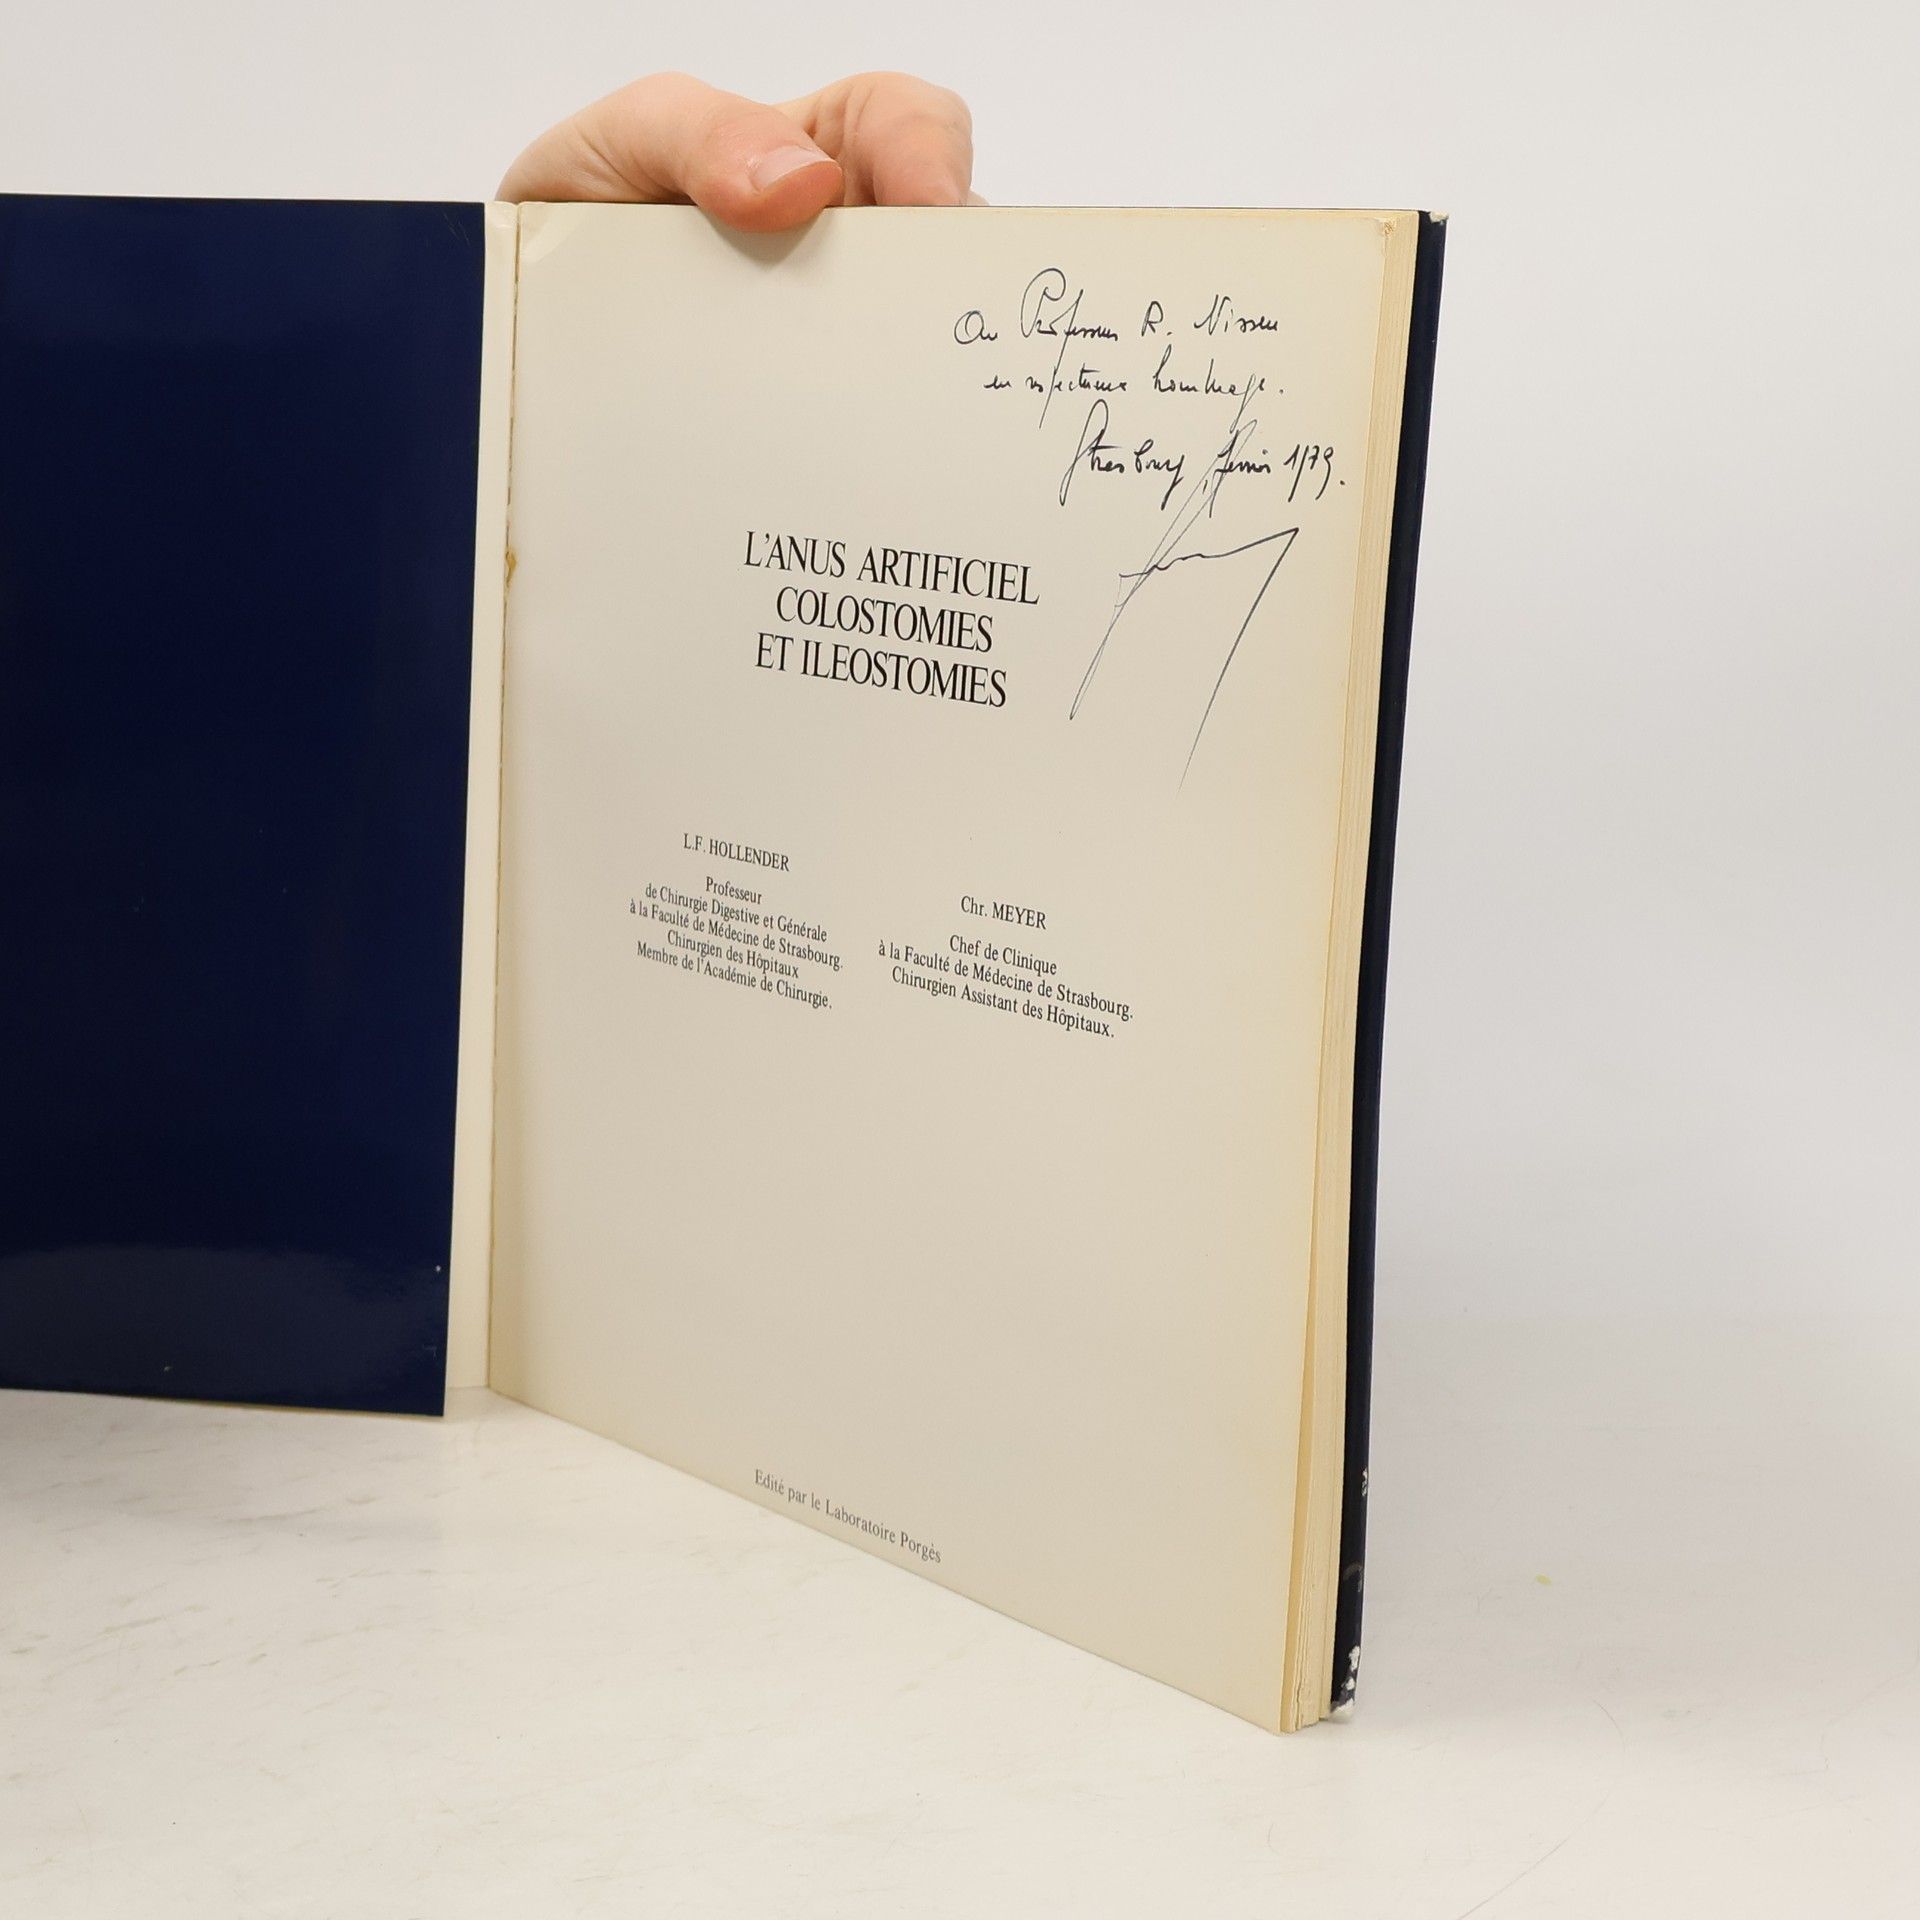 Au Professeur R. Nissen
en respectueux hommage.
Strasbourg, février 1979.
L'ANUS ARTIFICIEL
COLOSTOMIES
ET ILEOSTOMIES
L.F. HOLLENDER
Professeur
de Chirurgie Digestive et Générale
à la Faculté de Médecine de Strasbourg.
Chirurgien des Hôpitaux
Membre de l'Académie de Chirurgie.
Chr. MEYER
Chef de Clinique
à la Faculté de Médecine de Strasbourg.
Chirurgien Assistant des Hôpitaux.
Edité par le Laboratoire Porgès